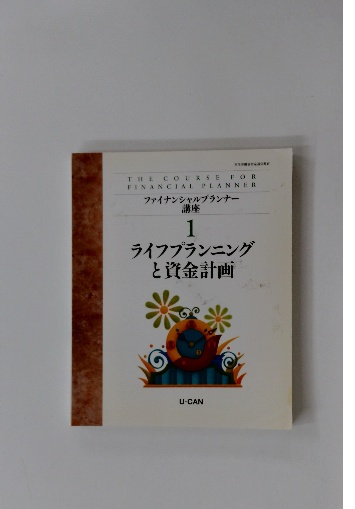 THE COURSE FOR
FINANCIAL PLANNER
ファイナンシャルプランナー
講座
1
ライフプランニング
と資金計画
U-CAN